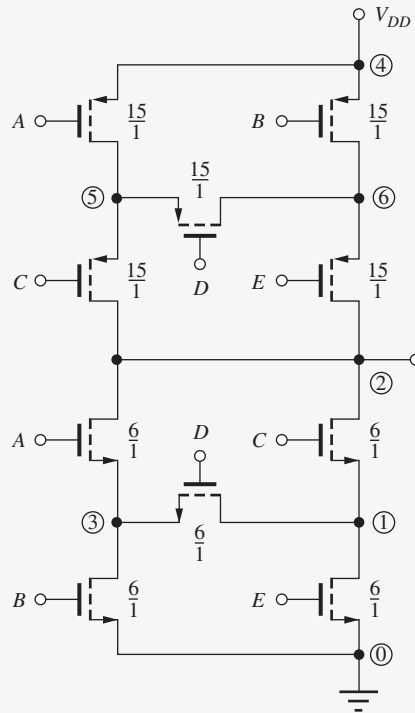 V_DD
④
A 15/1 B 15/1
15/1
⑤ ⑥
C 15/1 D E 15/1
②
A 6/1 D C 6/1
③ ①
6/1
B 6/1 E 6/1
⓪